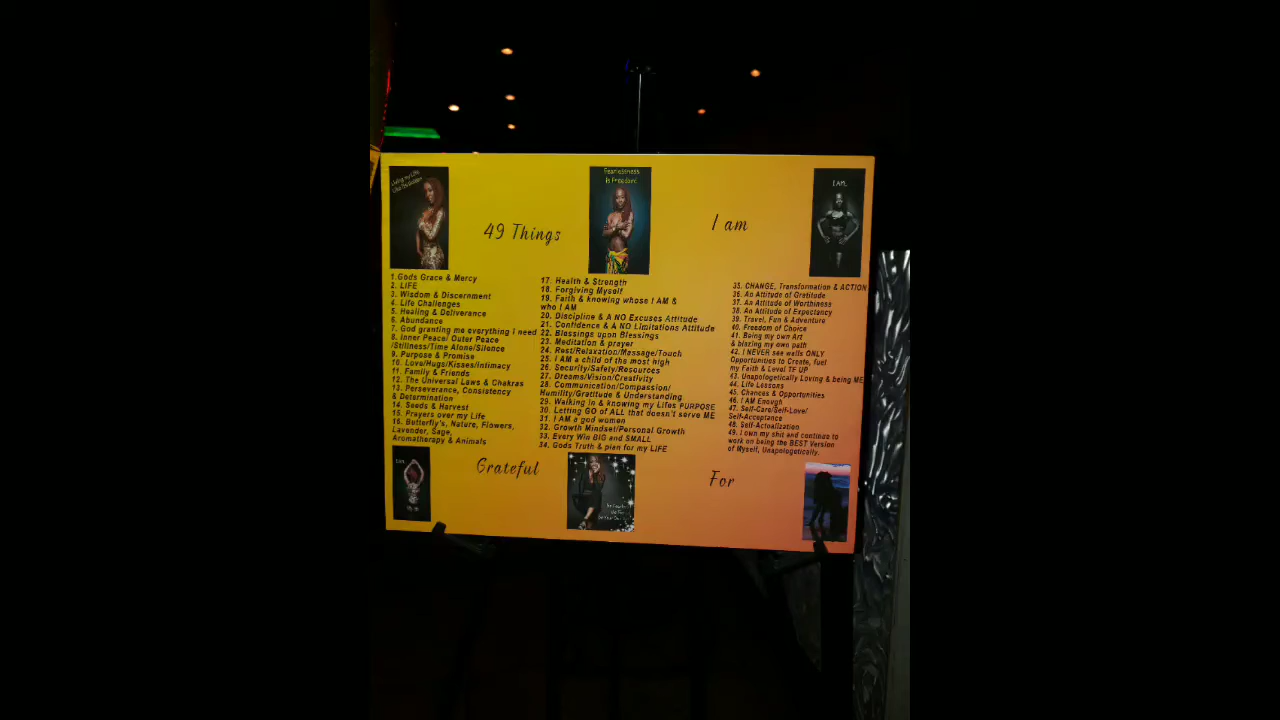 Living my Life
Like I'm Golden
Fearlessness
Is Freedom!
I AM.
49 Things
I am
1.Gods Grace & Mercy
2. LIFE
3. Wisdom & Discernment
4. Life Challenges
5. Healing & Deliverance
6. Abundance
7. God granting me everything I need
8. Inner Peace/ Outer Peace
/Stillness/Time Alone/Silence
9. Purpose & Promise
10. Love/Hugs/Kisses/Intimacy
11. Family & Friends
12. The Universal Laws & Chakras
13. Perseverance, Consistency
& Determination
14. Seeds & Harvest
15. Prayers over my Life
16. Butterfly's, Nature, Flowers,
Lavender, Sage,
Aromatherapy & Animals
17. Health & Strength
18. Forgiving Myself
19. Faith & knowing whose I AM &
who I AM
20. Discipline & A NO Excuses Attitude
21. Confidence & A NO Limitations Attitude
22. Blessings upon Blessings
23. Meditation & prayer
24. Rest/Relaxation/Massage/Touch
25. I AM a child of the most high
26. Security/Safety/Resources
27. Dreams/Vision/Creativity
28. Communication/Compassion/
Humility/Gratitude & Understanding
29. Walking in & knowing my Lifes PURPOSE
30. Letting GO of ALL that doesn't serve ME
31. I AM a god women
32. Growth Mindset/Personal Growth
33. Every Win BIG and SMALL
34. Gods Truth & plan for my LIFE
35. CHANGE, Transformation & ACTION
36. An Attitude of Gratitude
37. An Attitude of Worthiness
38. An Attitude of Expectancy
39. Travel, Fun & Adventure
40. Freedom of Choice
41. Being my own Art
& blazing my own path
42. I NEVER see walls ONLY
Opportunities to Create, fuel
my Faith & Level TF UP
43. Unapologetically Loving & being ME
44. Life Lessons
45. Chances & Opportunities
46. I AM Enough
47. Self-Care/Self-Love/
Self-Acceptance
48. Self-Actualization
49. I own my shit and continue to
work on being the BEST Version
of Myself, Unapologetically.
Grateful
For